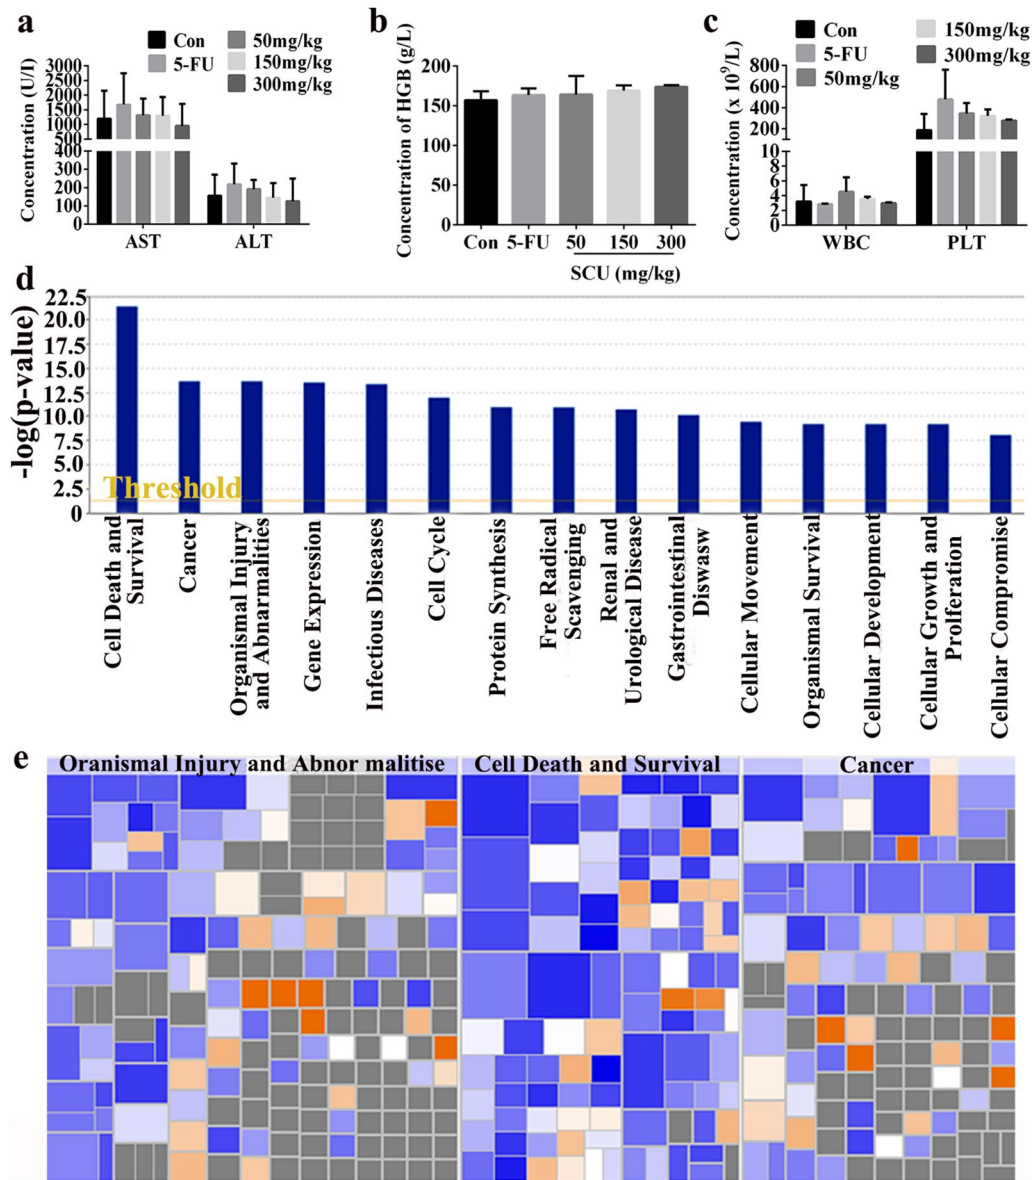 a
Con
5-FU
50mg/kg
150mg/kg
300mg/kg
Concentration (U/I)
3000
2500
2000
1500
1000
500
400
300
200
100
0
AST
ALT
b
Concentration of HGB (g/L)
200
150
100
50
0
Con
5-FU
50
150
300
SCU (mg/kg)
c
Con
5-FU
50mg/kg
150mg/kg
300mg/kg
Concentration (x 10⁹/L)
800
600
400
200
8
6
4
2
0
WBC
PLT
d
-log(p-value)
22.5
20.0
17.5
15.0
12.5
10.0
7.5
5.0
2.5
0
Threshold
Cell Death and
Survival
Cancer
Organismal Injury
and Abnarmalities
Gene Expression
Infectious Diseases
Cell Cycle
Protein Synthesis
Free Radical
Scavenging
Renal and
Urological Disease
Gastrointestinal
Diswasw
Cellular Movement
Organismal Survival
Cellular Development
Cellular Growth and
Prolferation
Cellular Compromise
e
Oranismal Injury and Abnor malitise
Cell Death and Survival
Cancer